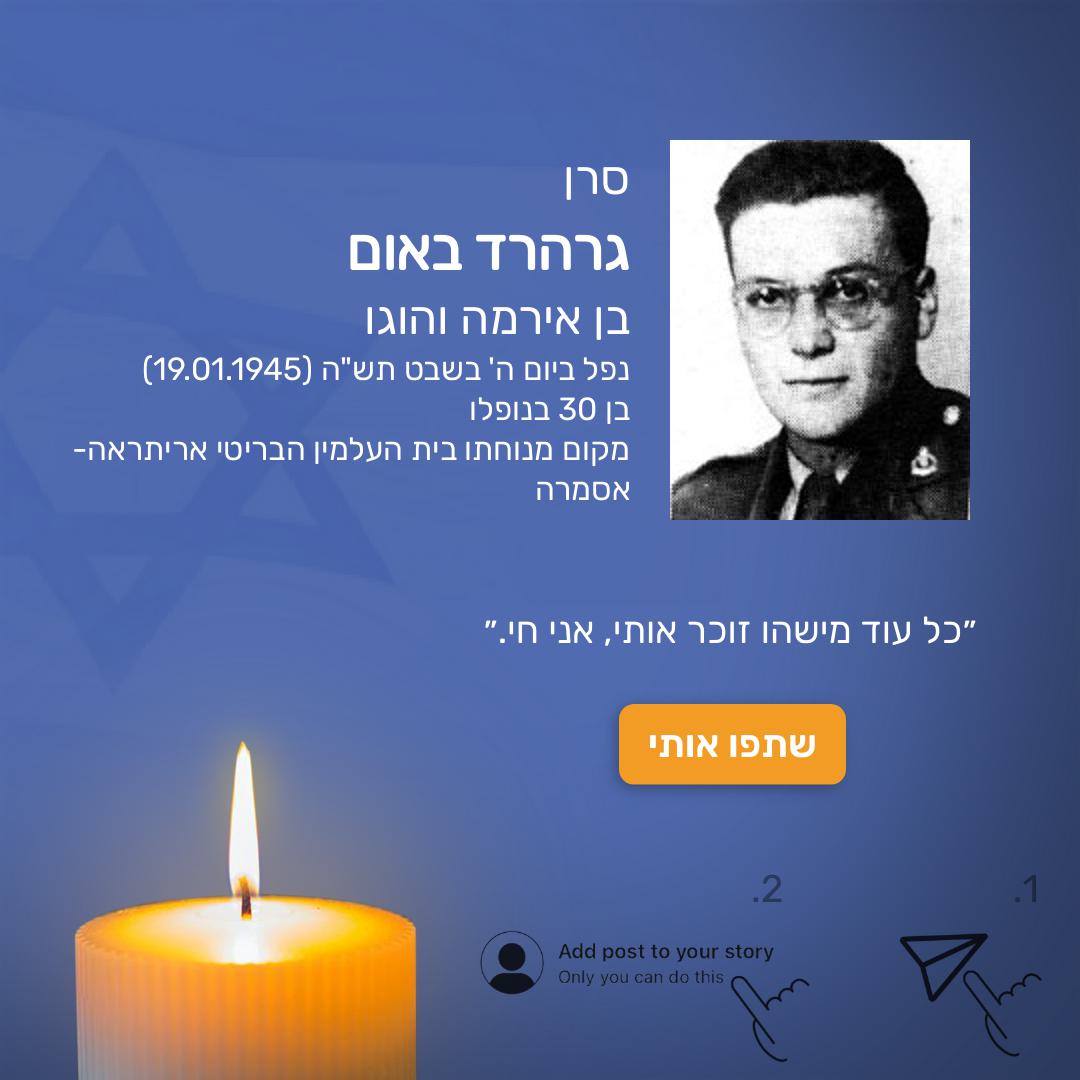 סרן
גרהרד באום
בן אירמה והוגו
נפל ביום ה' בשבט תש"ה (19.01.1945)
בן 30 בנופלו
מקום מנוחתו בית העלמין הבריטי אריתראה-
אסמרה
״כל עוד מישהו זוכר אותי, אני חי.״
שתפו אותי
1.
2.
Add post to your story
Only you can do this